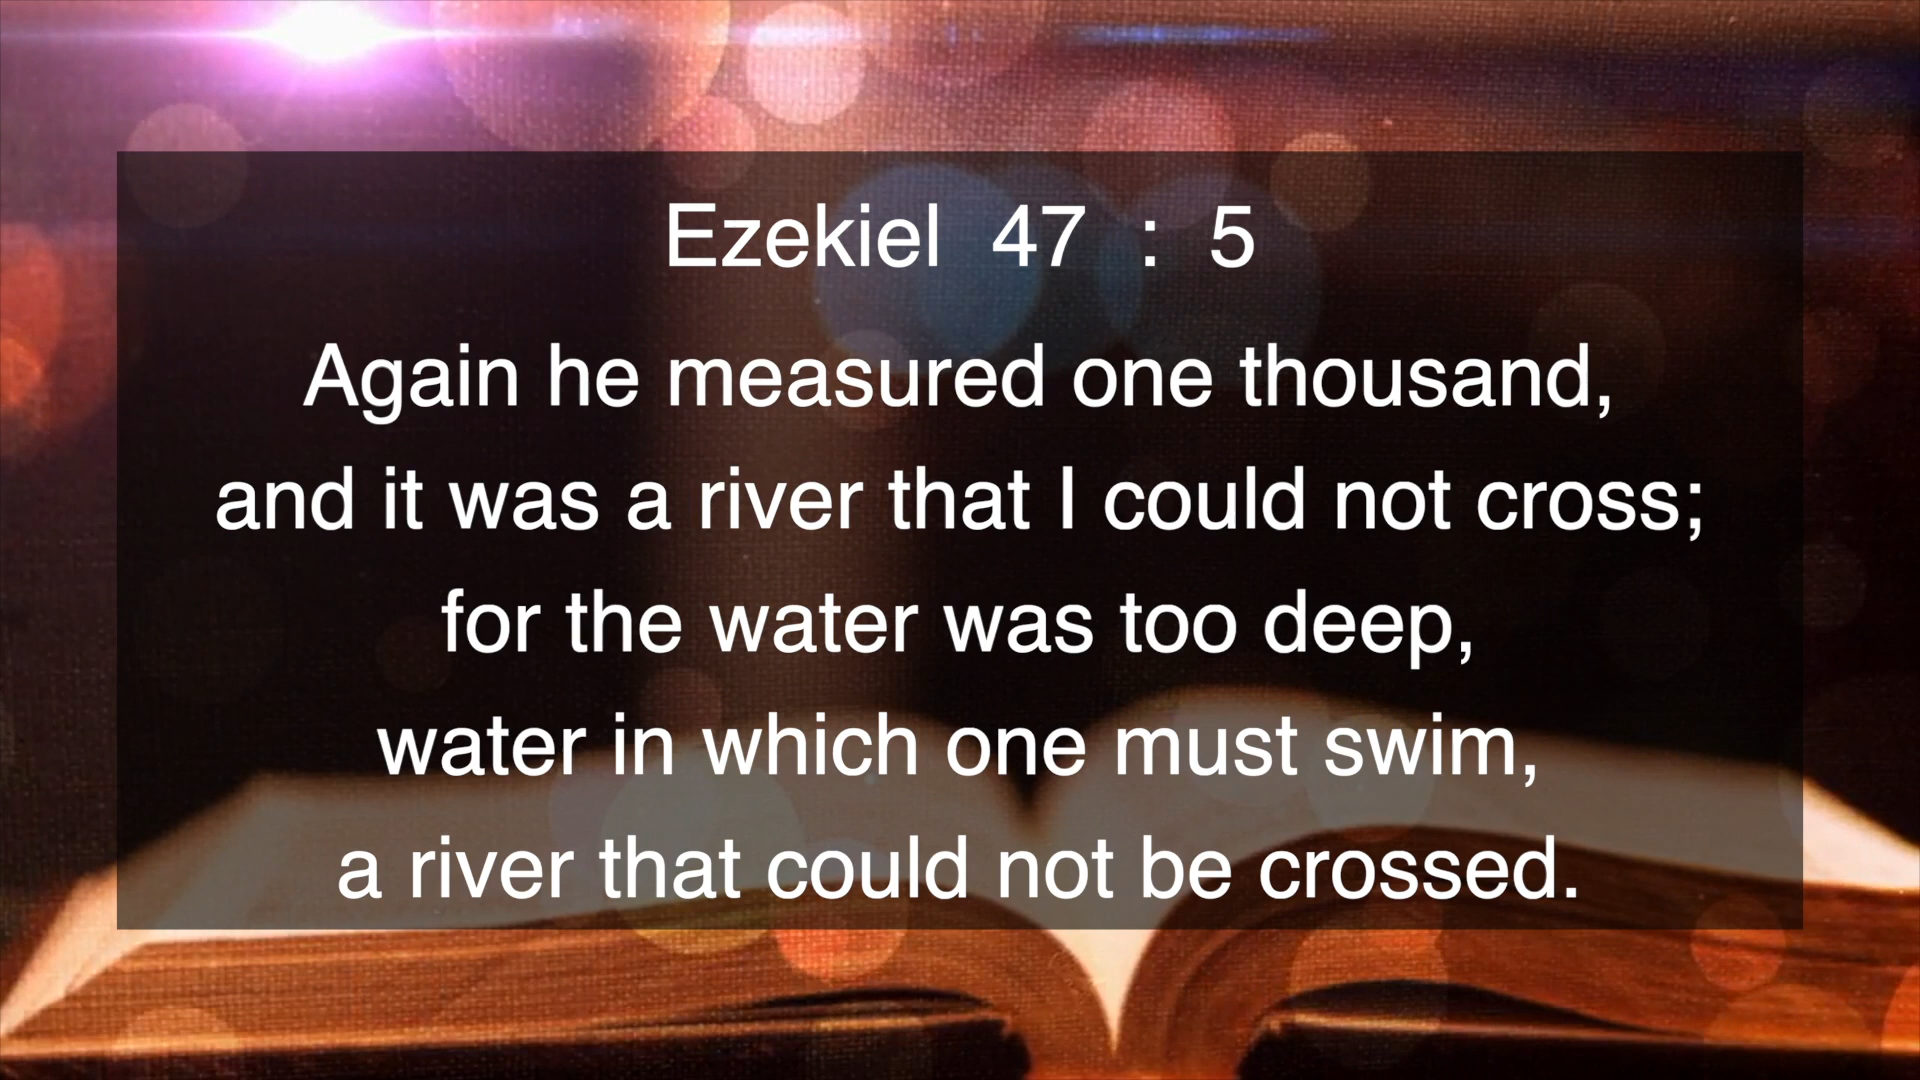 Ezekiel 47 : 5
Again he measured one thousand,
and it was a river that I could not cross;
for the water was too deep,
water in which one must swim,
a river that could not be crossed.